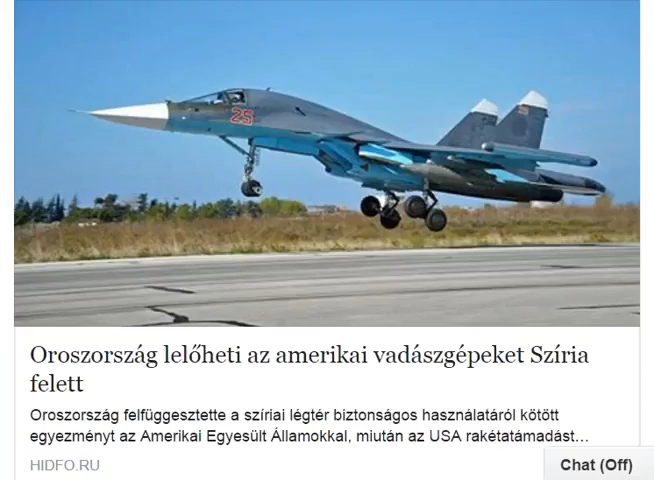 25
Oroszország lelőheti az amerikai vadászgépeket Szíria
felett
Oroszország felfüggesztette a szíriai légtér biztonságos használatáról kötött
egyezményt az Amerikai Egyesült Államokkal, miután az USA rakétatámadást...
HIDFO.RU
Chat (Off)